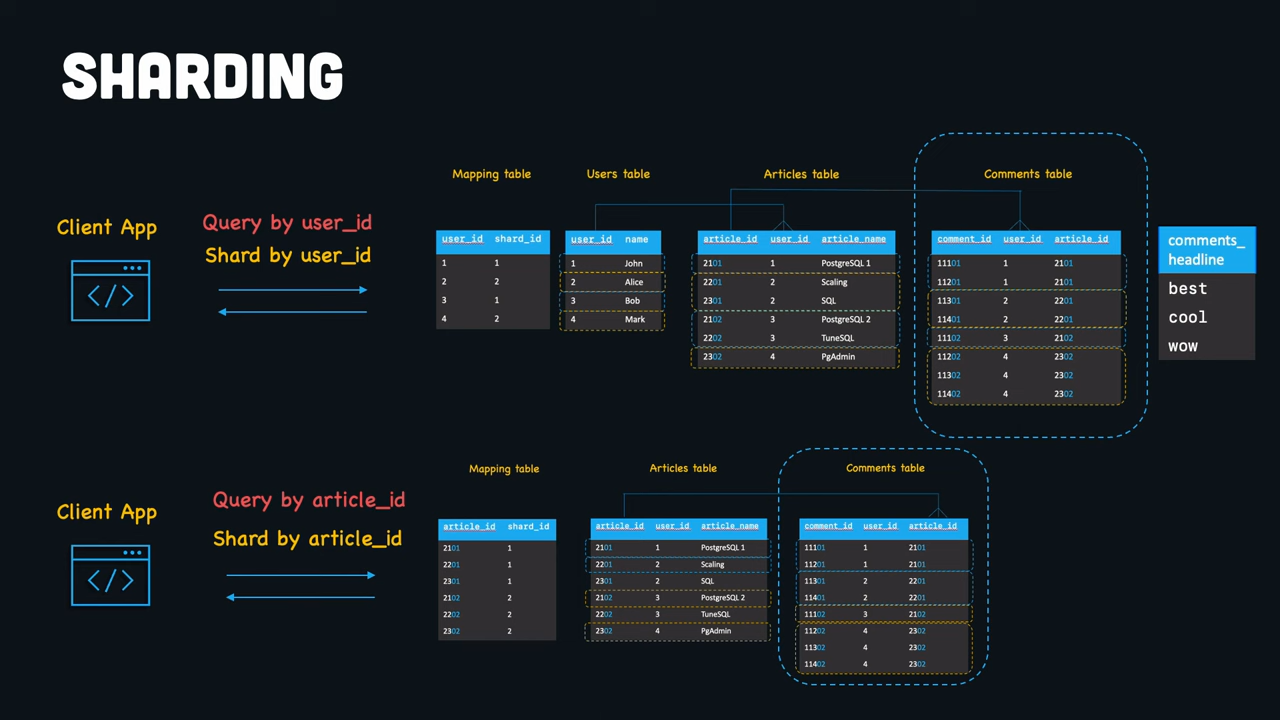 SHARDING
Client App
</>
Query by user_id
Shard by user_id
Mapping table
user_id shard_id
1 1
2 2
3 1
4 2
Users table
user_id name
1 John
2 Alice
3 Bob
4 Mark
Articles table
article_id user_id article_name
2101 1 PostgreSQL 1
2201 2 Scaling
2301 2 SQL
2102 3 PostgreSQL 2
2202 3 TuneSQL
2302 4 PgAdmin
Comments table
comment_id user_id article_id
11101 1 2101
11201 1 2101
11301 2 2201
11401 2 2201
11102 3 2102
11202 4 2302
11302 4 2302
11402 4 2302
comments_
headline
best
cool
wow
Client App
</>
Query by article_id
Shard by article_id
Mapping table
article_id shard_id
2101 1
2201 1
2301 1
2102 2
2202 2
2302 2
Articles table
article_id user_id article_name
2101 1 PostgreSQL 1
2201 2 Scaling
2301 2 SQL
2102 3 PostgreSQL 2
2202 3 TuneSQL
2302 4 PgAdmin
Comments table
comment_id user_id article_id
11101 1 2101
11201 1 2101
11301 2 2201
11401 2 2201
11102 3 2102
11202 4 2302
11302 4 2302
11402 4 2302